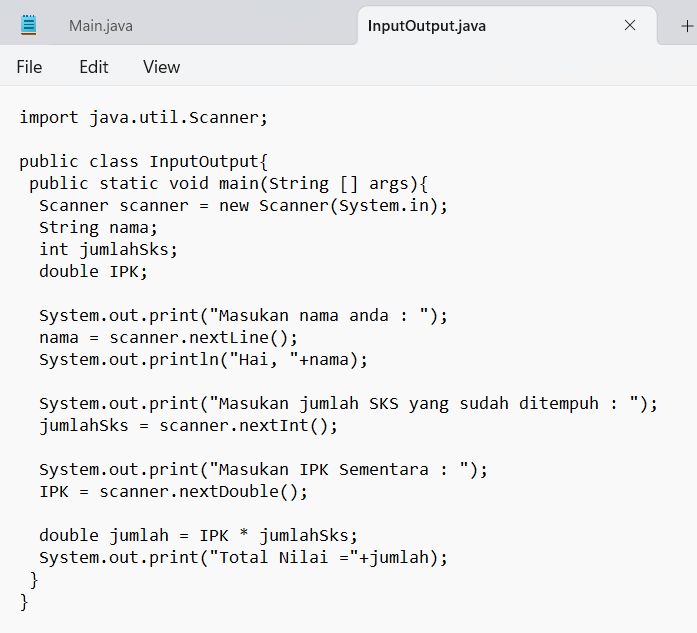 Main.java
InputOutput.java
File Edit View
import java.util.Scanner;
public class InputOutput{
public static void main(String [] args){
Scanner scanner = new Scanner(System.in);
String nama;
int jumlahSks;
double IPK;
System.out.print("Masukan nama anda : ");
nama = scanner.nextLine();
System.out.println("Hai, "+nama);
System.out.print("Masukan jumlah SKS yang sudah ditempuh : ");
jumlahSks = scanner.nextInt();
System.out.print("Masukan IPK Sementara : ");
IPK = scanner.nextDouble();
double jumlah = IPK * jumlahSks;
System.out.print("Total Nilai ="+jumlah);
}
}